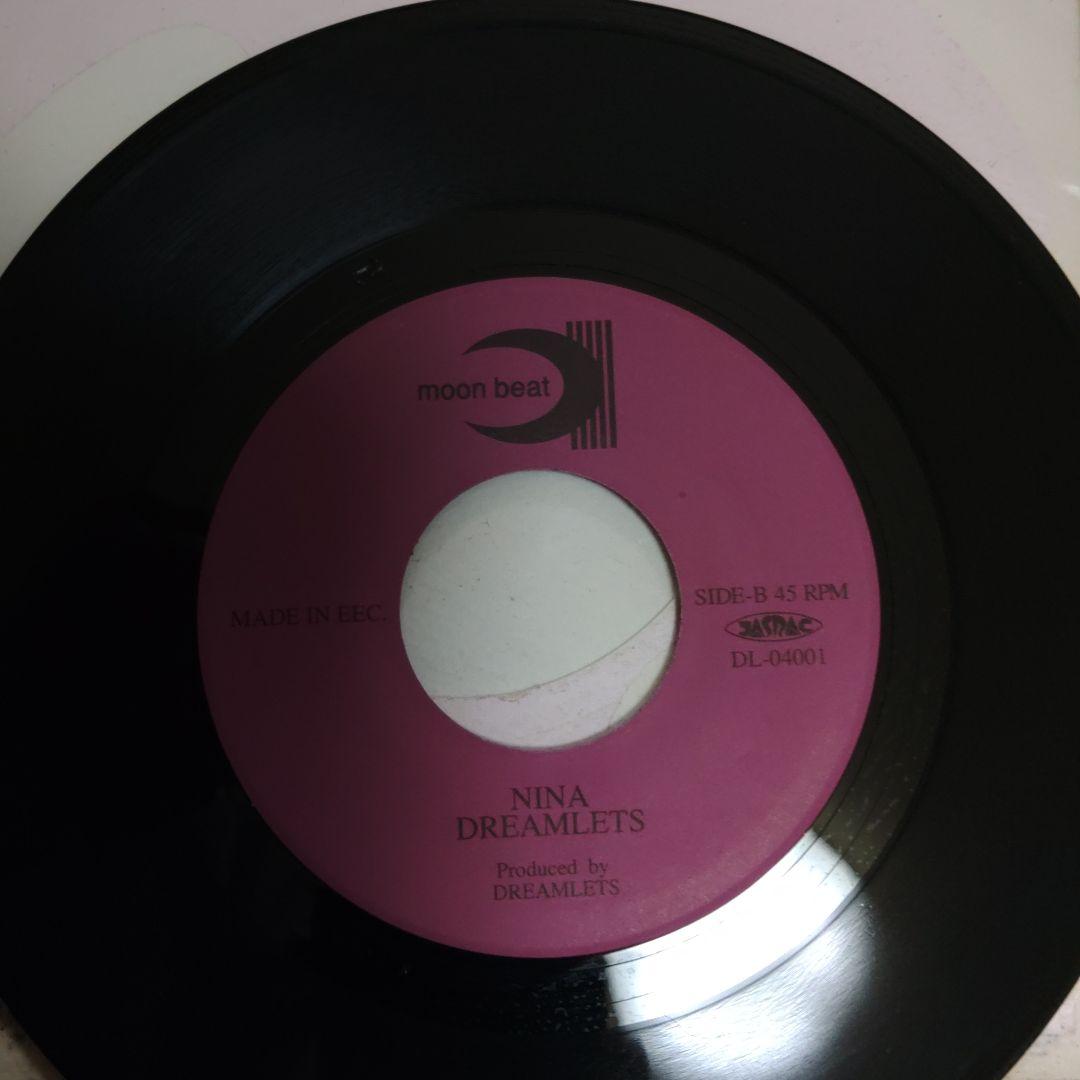 moon beat
MADE IN EEC.
SIDE-B 45 RPM
JASRAC
DL-04001
NINA
DREAMLETS
Produced by
DREAMLETS